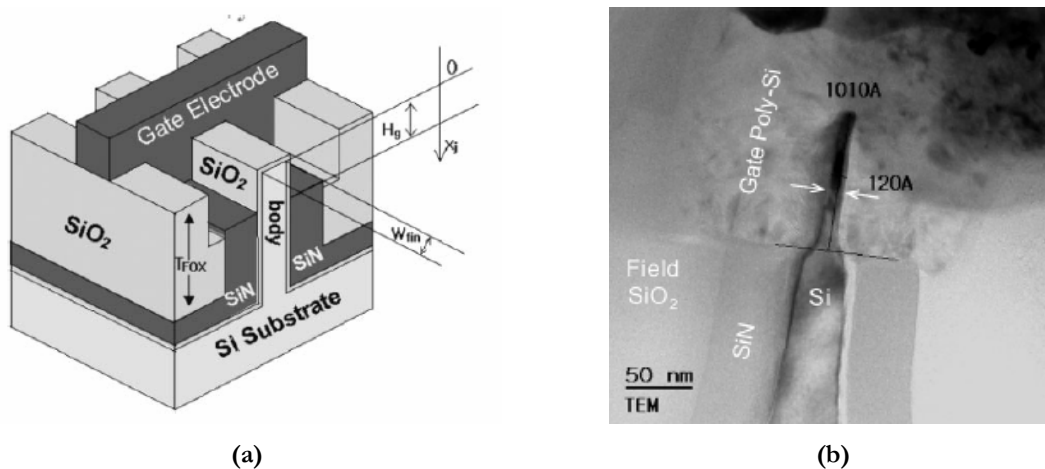 Gate Electrode
0
Hg
xj
SiO2
SiO2
body
Wfin
TFOX
SiN
SiN
Si Substrate
(a)
1010A
Gate Poly-Si
120A
Field
SiO2
Si
SiN
50 nm
TEM
(b)